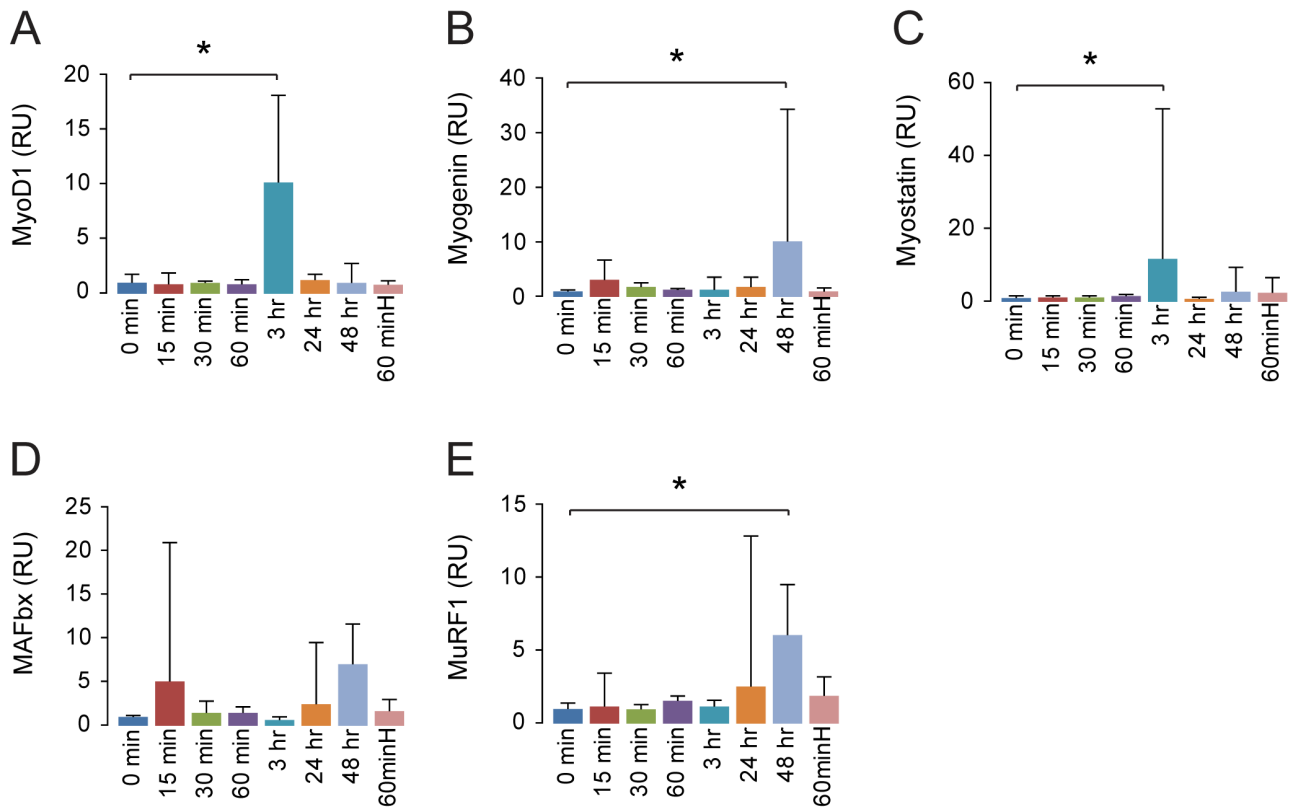 A
*
MyoD1 (RU)
20
15
10
5
0
0 min
15 min
30 min
60 min
3 hr
24 hr
48 hr
60 minH
B
*
Myogenin (RU)
40
30
20
10
0
0 min
15 min
30 min
60 min
3 hr
24 hr
48 hr
60 minH
C
*
Myostatin (RU)
60
40
20
0
0 min
15 min
30 min
60 min
3 hr
24 hr
48 hr
60minH
D
MAFbx (RU)
25
20
15
10
5
0
0 min
15 min
30 min
60 min
3 hr
24 hr
48 hr
60minH
E
*
MuRF1 (RU)
15
10
5
0
0 min
15 min
30 min
60 min
3 hr
24 hr
48 hr
60minH